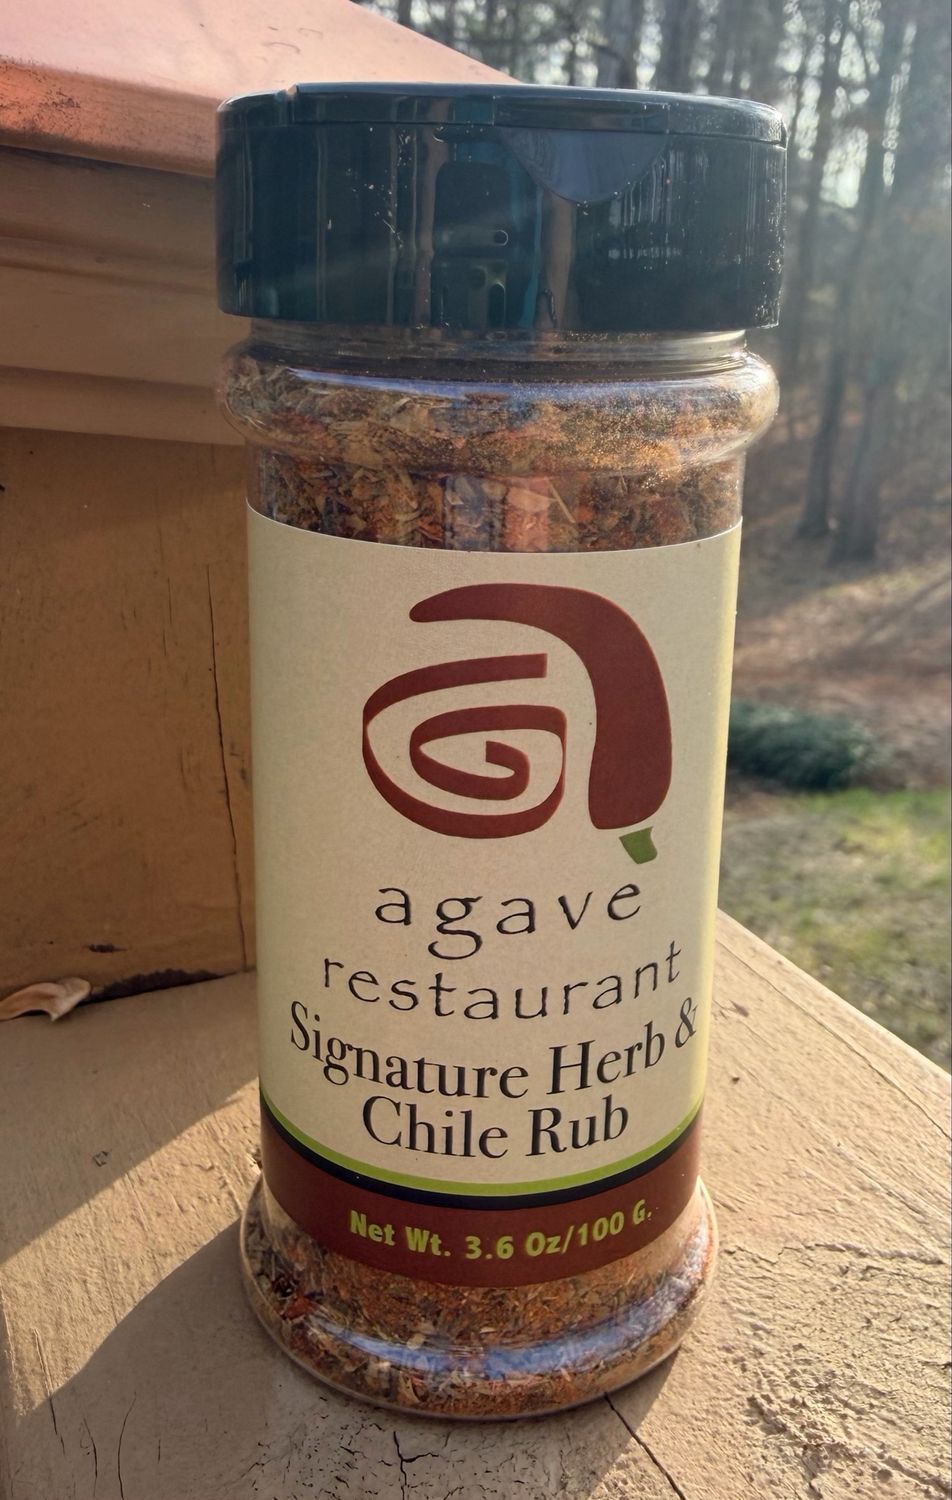 agave
restaurant
Signature Herb &
Chile Rub
Net Wt. 3.6 Oz/100 G.